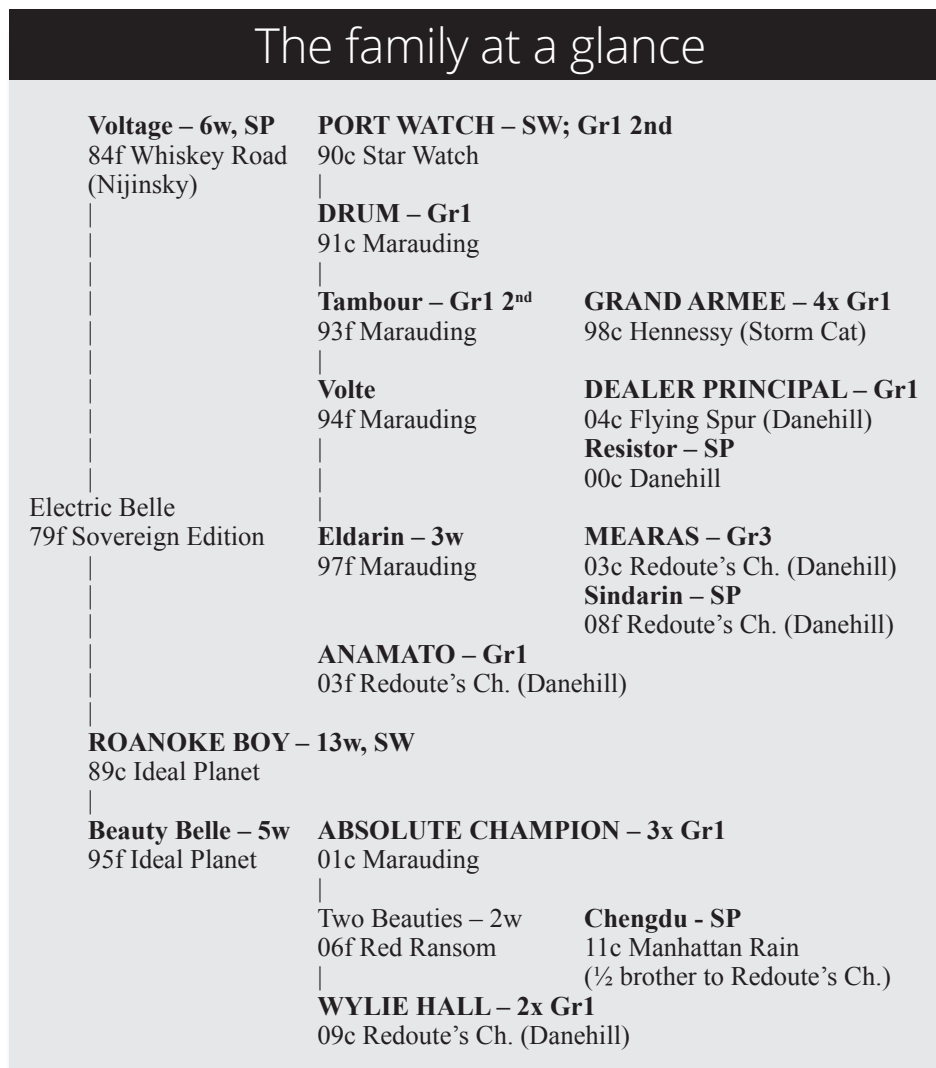 The family at a glance
Voltage – 6w, SP PORT WATCH – SW; Gr1 2nd
84f Whiskey Road 90c Star Watch
(Nijinsky)
DRUM – Gr1
91c Marauding
Tambour – Gr1 2nd GRAND ARMEE – 4x Gr1
93f Marauding 98c Hennessy (Storm Cat)
Volte DEALER PRINCIPAL – Gr1
94f Marauding 04c Flying Spur (Danehill)
Resistor – SP
00c Danehill
Electric Belle
79f Sovereign Edition Eldarin – 3w MEARAS – Gr3
97f Marauding 03c Redoute's Ch. (Danehill)
Sindarin – SP
08f Redoute's Ch. (Danehill)
ANAMATO – Gr1
03f Redoute's Ch. (Danehill)
ROANOKE BOY – 13w, SW
89c Ideal Planet
Beauty Belle – 5w ABSOLUTE CHAMPION – 3x Gr1
95f Ideal Planet 01c Marauding
Two Beauties – 2w Chengdu - SP
06f Red Ransom 11c Manhattan Rain
(½ brother to Redoute's Ch.)
WYLIE HALL – 2x Gr1
09c Redoute's Ch. (Danehill)